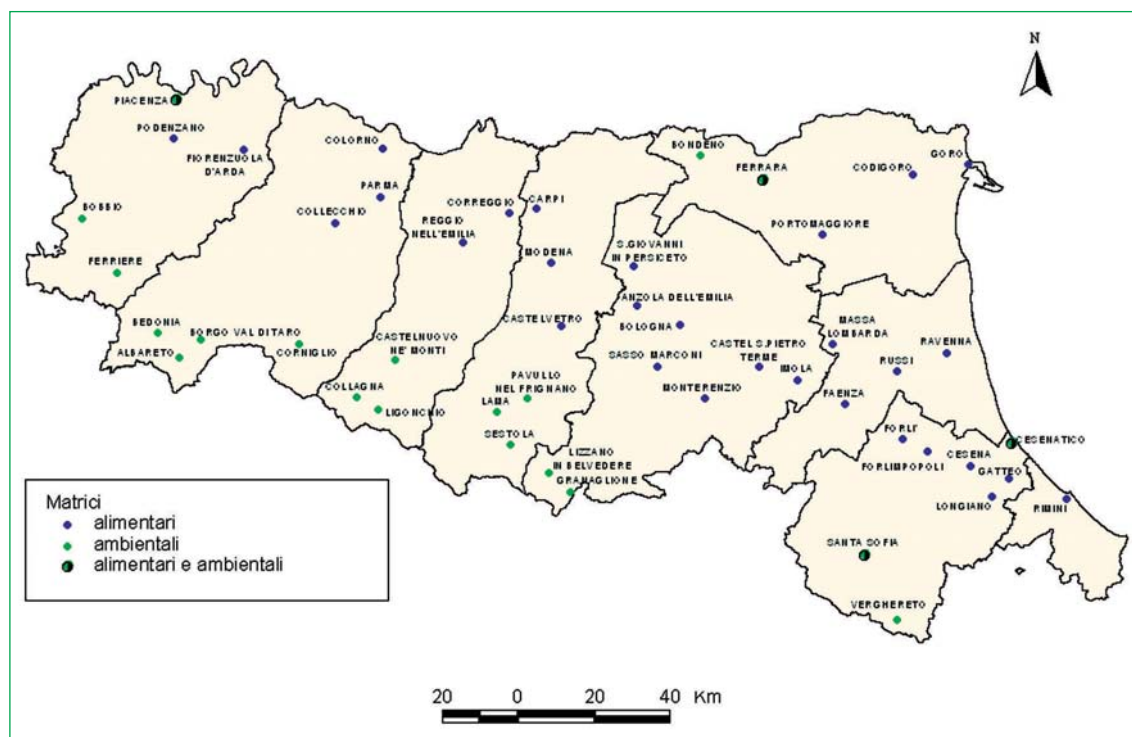 N
PIACENZA
PODENZANO
FIORENZUOLA
D'ARDA
BOBBIO
FERRIERE
COLORNO
PARMA
COLLECCHIO
BEDONIA
BORGO VAL DI TARO
ALBARETO
CORNIGLIO
CORREGGIO
REGGIO
NELL'EMILIA
CASTELNUOVO
NE' MONTI
COLLAGNA
LIGONCHIO
CARPI
MODENA
CASTELVETRO
PAVULLO
NEL FRIGNANO
LAMA
SESTOLA
BONDENO
FERRARA
CODIGORO
GORO
PORTOMAGGIORE
S.GIOVANNI
IN PERSICETO
ANZOLA DELL'EMILIA
BOLOGNA
SASSO MARCONI
CASTEL S.PIETRO
TERME
IMOLA
MONTERENZIO
LIZZANO
IN BELVEDERE
GRANAGLIONE
MASSA
LOMBARDA
RAVENNA
RUSSI
FAENZA
FORLI'
FORLIMPOPOLI
CESENA
CESENATICO
GATTEO
LONGIANO
RIMINI
SANTA SOFIA
VERGHERETO
Matrici
alimentari
ambientali
alimentari e ambientali
20 0 20 40 Km